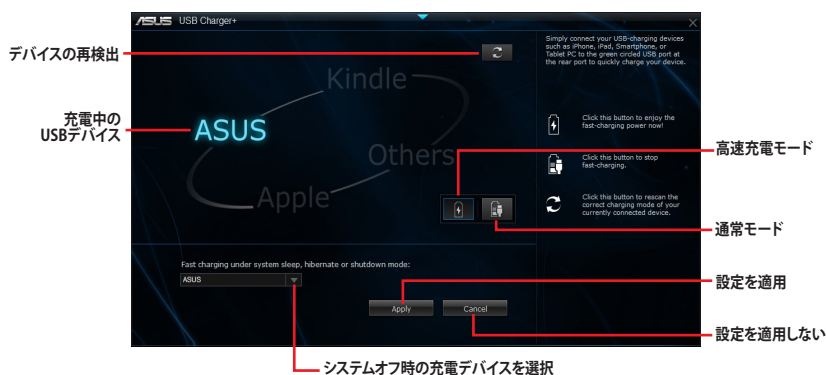 ASUS USB Charger+
デバイスの再検出
Simply connect your USB-charging devices
such as iPhone, iPad, Smartphone, or
Tablet PC to the green circled USB port at
the rear port to quickly charge your device.
Kindle
充電中の
USBデバイス
ASUS
Click this button to enjoy the
fast-charging power now!
Others
高速充電モード
Click this button to stop
fast-charging.
Apple
Click this button to rescan the
correct charging mode of your
currently connected device.
通常モード
Fast charging under system sleep, hibernate or shutdown mode:
ASUS
設定を適用
Apply
Cancel
設定を適用しない
システムオフ時の充電デバイスを選択